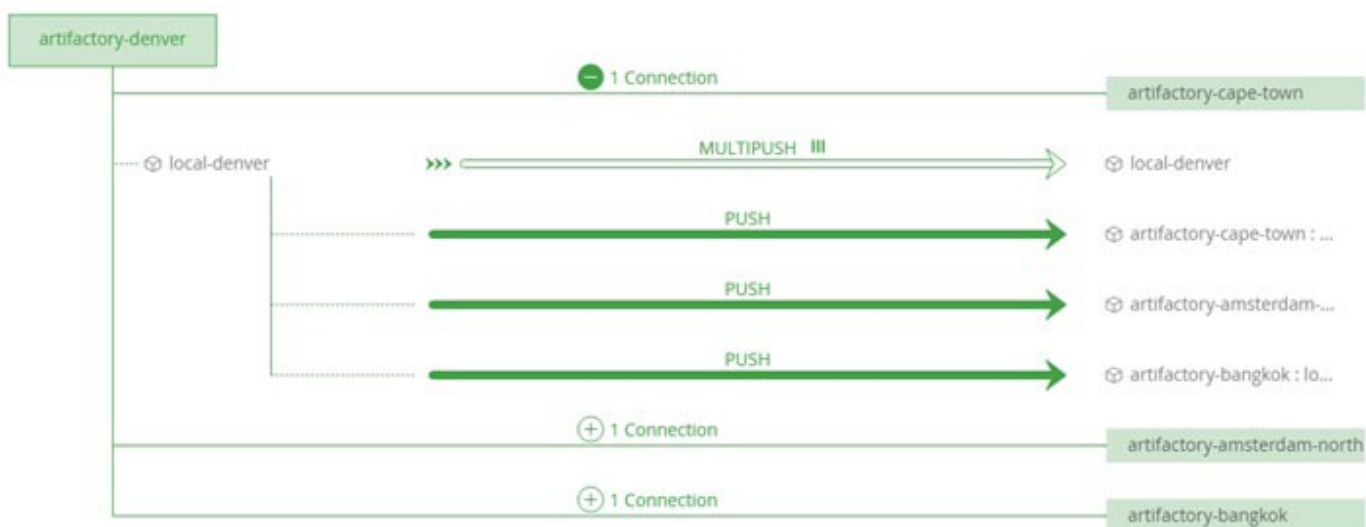 artifactory-denver
1 Connection
artifactory-cape-town
local-denver
MULTIPUSH
local-denver
PUSH
artifactory-cape-town : ...
PUSH
artifactory-amsterdam-...
PUSH
artifactory-bangkok : lo...
1 Connection
artifactory-amsterdam-north
1 Connection
artifactory-bangkok